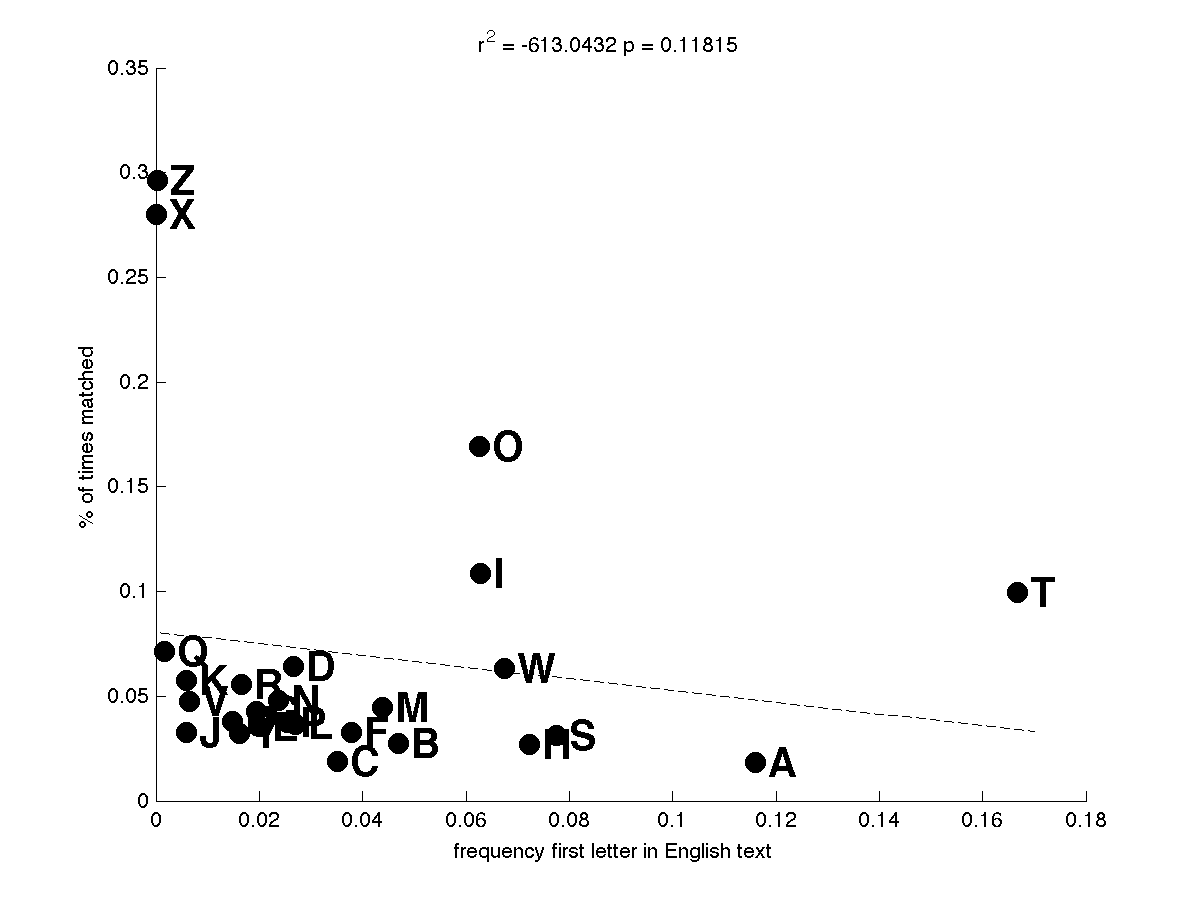 r² = -613.0432 p = 0.11815
0.35
0.3
0.25
0.2
0.15
0.1
0.05
0
% of times matched
Z
X
O
I
T
Q
D
W
K
R
N
V
M
J
L
F
B
H
S
C
A
0 0.02 0.04 0.06 0.08 0.1 0.12 0.14 0.16 0.18
frequency first letter in English text